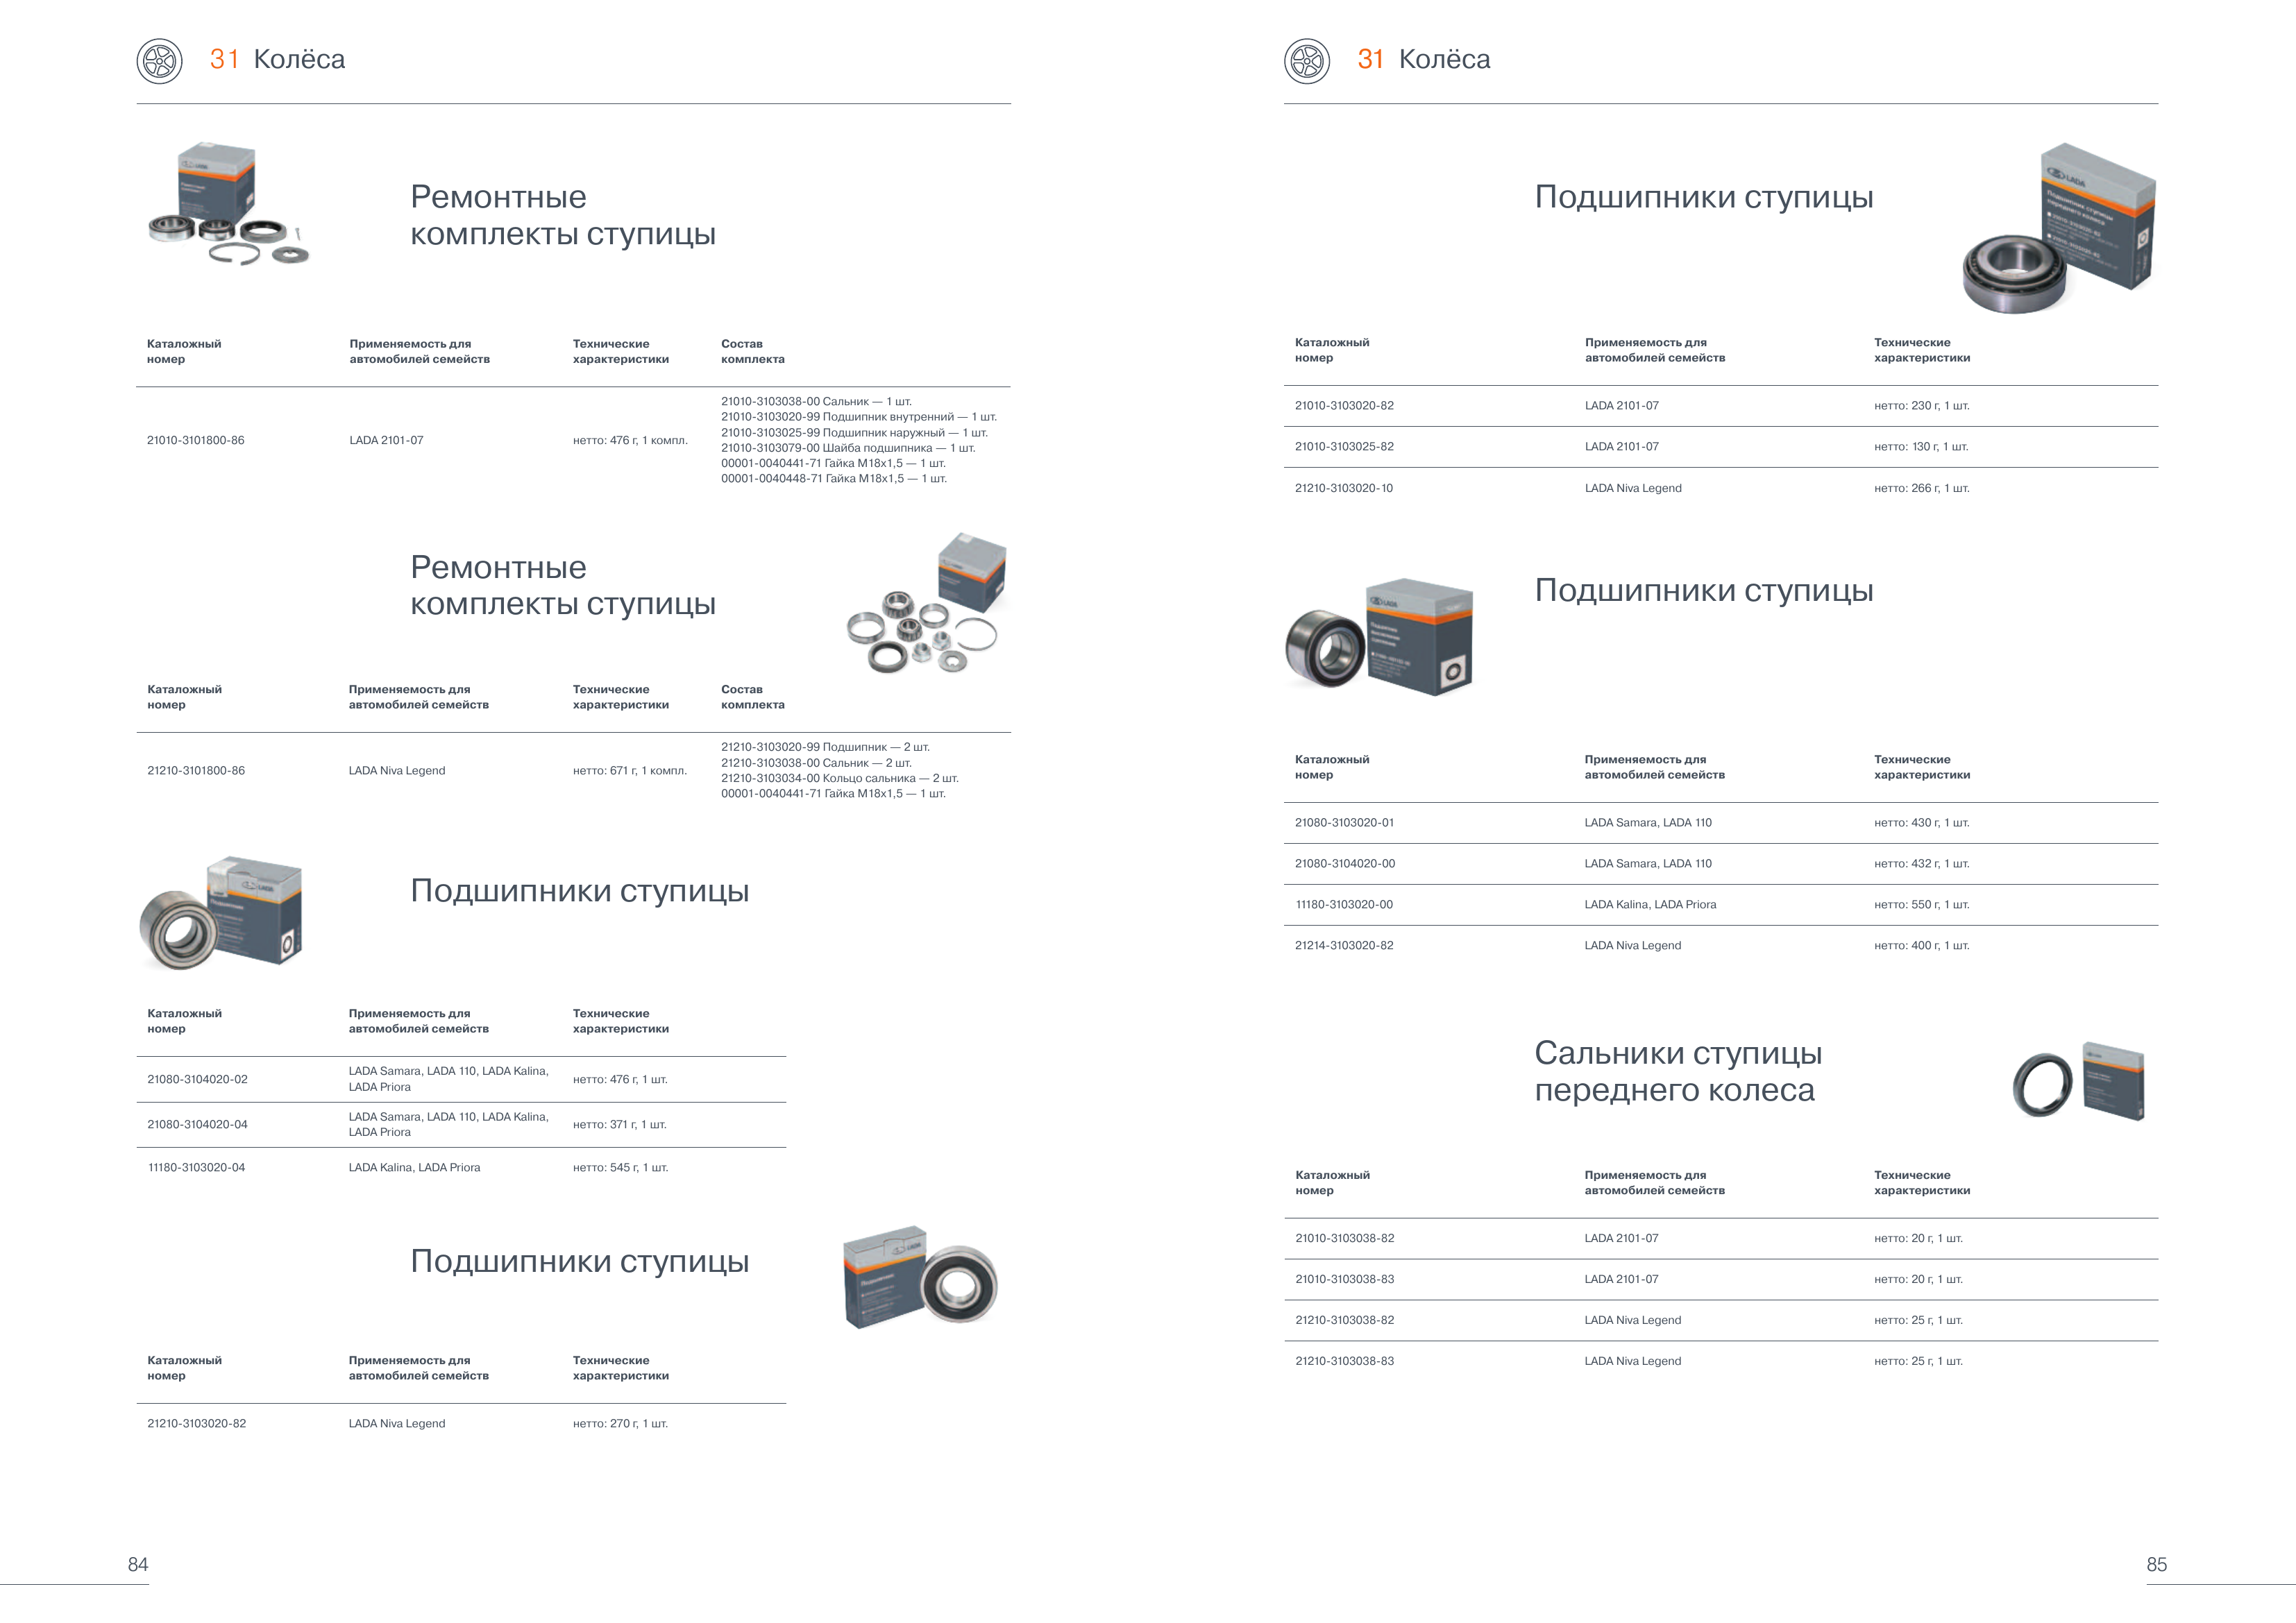 31 Колёса
Ремонтные
комплекты ступицы
Каталожный
номер
Применяемость для
автомобилей семейств
Технические
характеристики
Состав
комплекта
21010-3101800-86
LADA 2101-07
нетто: 476 г, 1 компл.
21010-3103038-00 Сальник — 1 шт.
21010-3103020-99 Подшипник внутренний — 1 шт.
21010-3103025-99 Подшипник наружный — 1 шт.
21010-3103079-00 Шайба подшипника — 1 шт.
00001-0040441-71 Гайка М18х1,5 — 1 шт.
00001-0040448-71 Гайка М18х1,5 — 1 шт.
Ремонтные
комплекты ступицы
Каталожный
номер
Применяемость для
автомобилей семейств
Технические
характеристики
Состав
комплекта
21210-3101800-86
LADA Niva Legend
нетто: 671 г, 1 компл.
21210-3103020-99 Подшипник — 2 шт.
21210-3103038-00 Сальник — 2 шт.
21210-3103034-00 Кольцо сальника — 2 шт.
00001-0040441-71 Гайка М18х1,5 — 1 шт.
LADA
Подшипники ступицы
Каталожный
номер
Применяемость для
автомобилей семейств
Технические
характеристики
21080-3104020-02
LADA Samara, LADA 110, LADA Kalina,
LADA Priora
нетто: 476 г, 1 шт.
21080-3104020-04
LADA Samara, LADA 110, LADA Kalina,
LADA Priora
нетто: 371 г, 1 шт.
11180-3103020-04
LADA Kalina, LADA Priora
нетто: 545 г, 1 шт.
Подшипники ступицы
LADA
Каталожный
номер
Применяемость для
автомобилей семейств
Технические
характеристики
21210-3103020-82
LADA Niva Legend
нетто: 270 г, 1 шт.
84
31 Колёса
Подшипники ступицы
LADA
Подшипник ступицы
переднего колеса
Каталожный
номер
Применяемость для
автомобилей семейств
Технические
характеристики
21010-3103020-82
LADA 2101-07
нетто: 230 г, 1 шт.
21010-3103025-82
LADA 2101-07
нетто: 130 г, 1 шт.
21210-3103020-10
LADA Niva Legend
нетто: 266 г, 1 шт.
LADA
Подшипники ступицы
Каталожный
номер
Применяемость для
автомобилей семейств
Технические
характеристики
21080-3103020-01
LADA Samara, LADA 110
нетто: 430 г, 1 шт.
21080-3104020-00
LADA Samara, LADA 110
нетто: 432 г, 1 шт.
11180-3103020-00
LADA Kalina, LADA Priora
нетто: 550 г, 1 шт.
21214-3103020-82
LADA Niva Legend
нетто: 400 г, 1 шт.
Сальники ступицы
переднего колеса
Каталожный
номер
Применяемость для
автомобилей семейств
Технические
характеристики
21010-3103038-82
LADA 2101-07
нетто: 20 г, 1 шт.
21010-3103038-83
LADA 2101-07
нетто: 20 г, 1 шт.
21210-3103038-82
LADA Niva Legend
нетто: 25 г, 1 шт.
21210-3103038-83
LADA Niva Legend
нетто: 25 г, 1 шт.
85